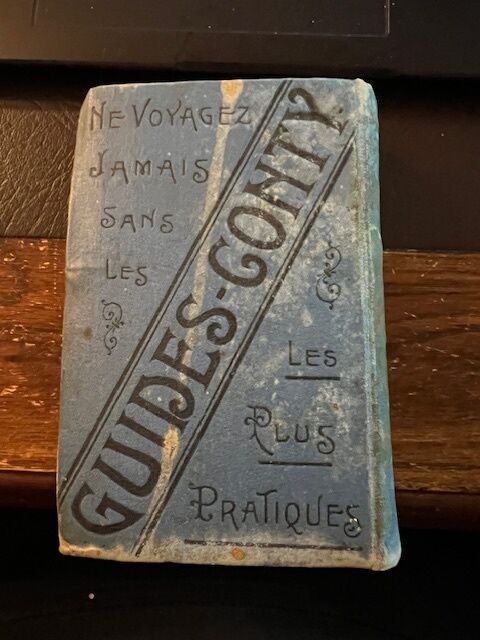 NE VOYAGEZ
JAMAIS
SANS
LES
GUIDES-CONTY
LES
PLUS
PRATIQUES